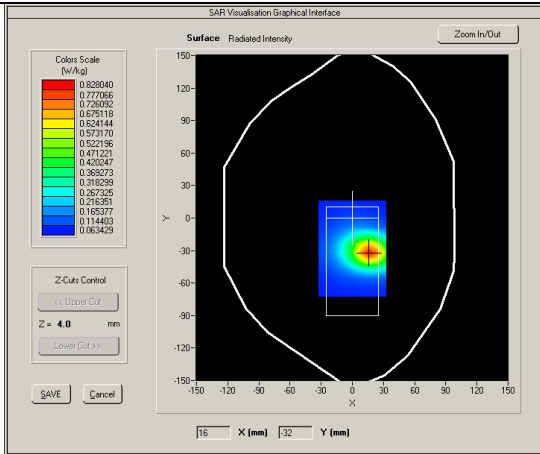 SAR Visualisation Graphical Interface
Surface Radiated Intensity
Zoom In/Out
Colors Scale
(W/kg)
0.828040
0.777066
0.726092
0.675118
0.624144
0.573170
0.522196
0.471221
0.420247
0.369273
0.318299
0.267325
0.216351
0.165377
0.114403
0.063429
Z-Cuts Control
<< Upper Cut
Z = 4.0 mm
Lower Cut >>
SAVE Cancel
150
120
90
60
30
0
-30
-60
-90
-120
-150
Y
-150 -120 -90 -60 -30 0 30 60 90 120 150
X
16 X (mm) -32 Y (mm)